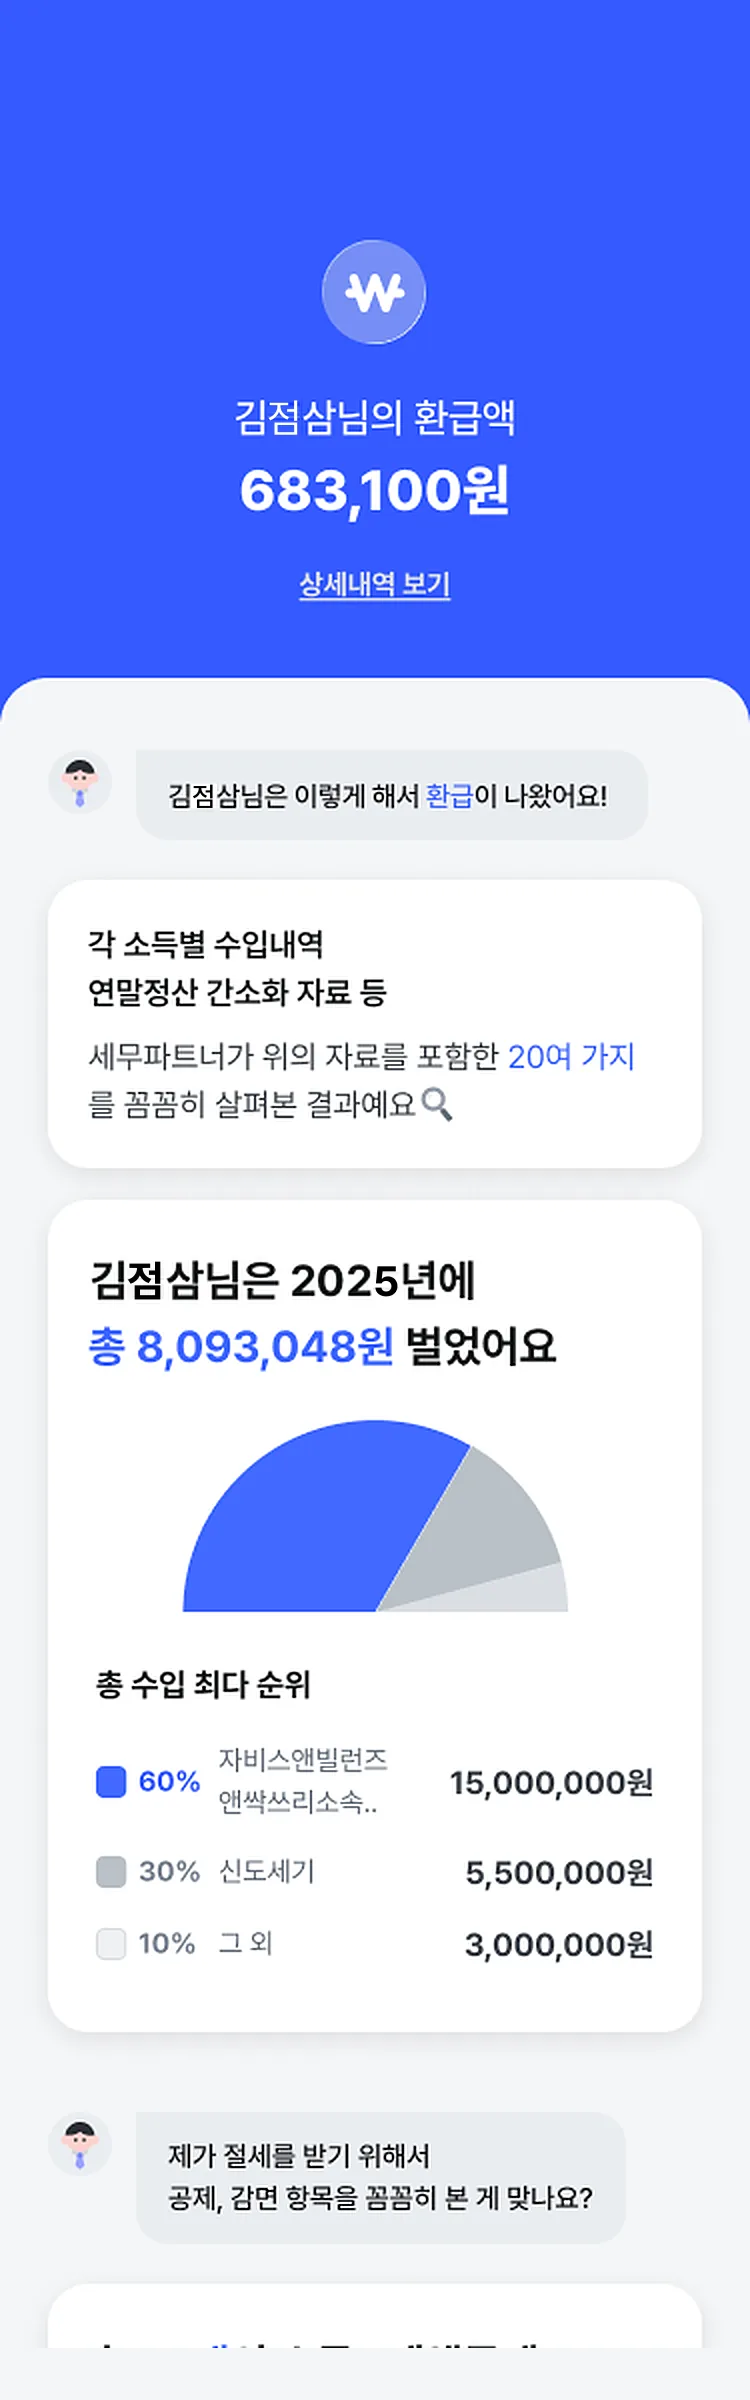 ₩
김점삼님의 환급액
683,100원
상세내역 보기
김점삼님은 이렇게 해서 환급이 나왔어요!
각 소득별 수입내역
연말정산 간소화 자료 등
세무파트너가 위의 자료를 포함한 20여 가지
를 꼼꼼히 살펴본 결과예요
김점삼님은 2025년에
총 8,093,048원 벌었어요
총 수입 최다 순위
60% 자비스앤빌런즈 15,000,000원
앤싹쓰리소속..
30% 신도세기 5,500,000원
10% 그 외 3,000,000원
제가 절세를 받기 위해서
공제, 감면 항목을 꼼꼼히 본 게 맞나요?